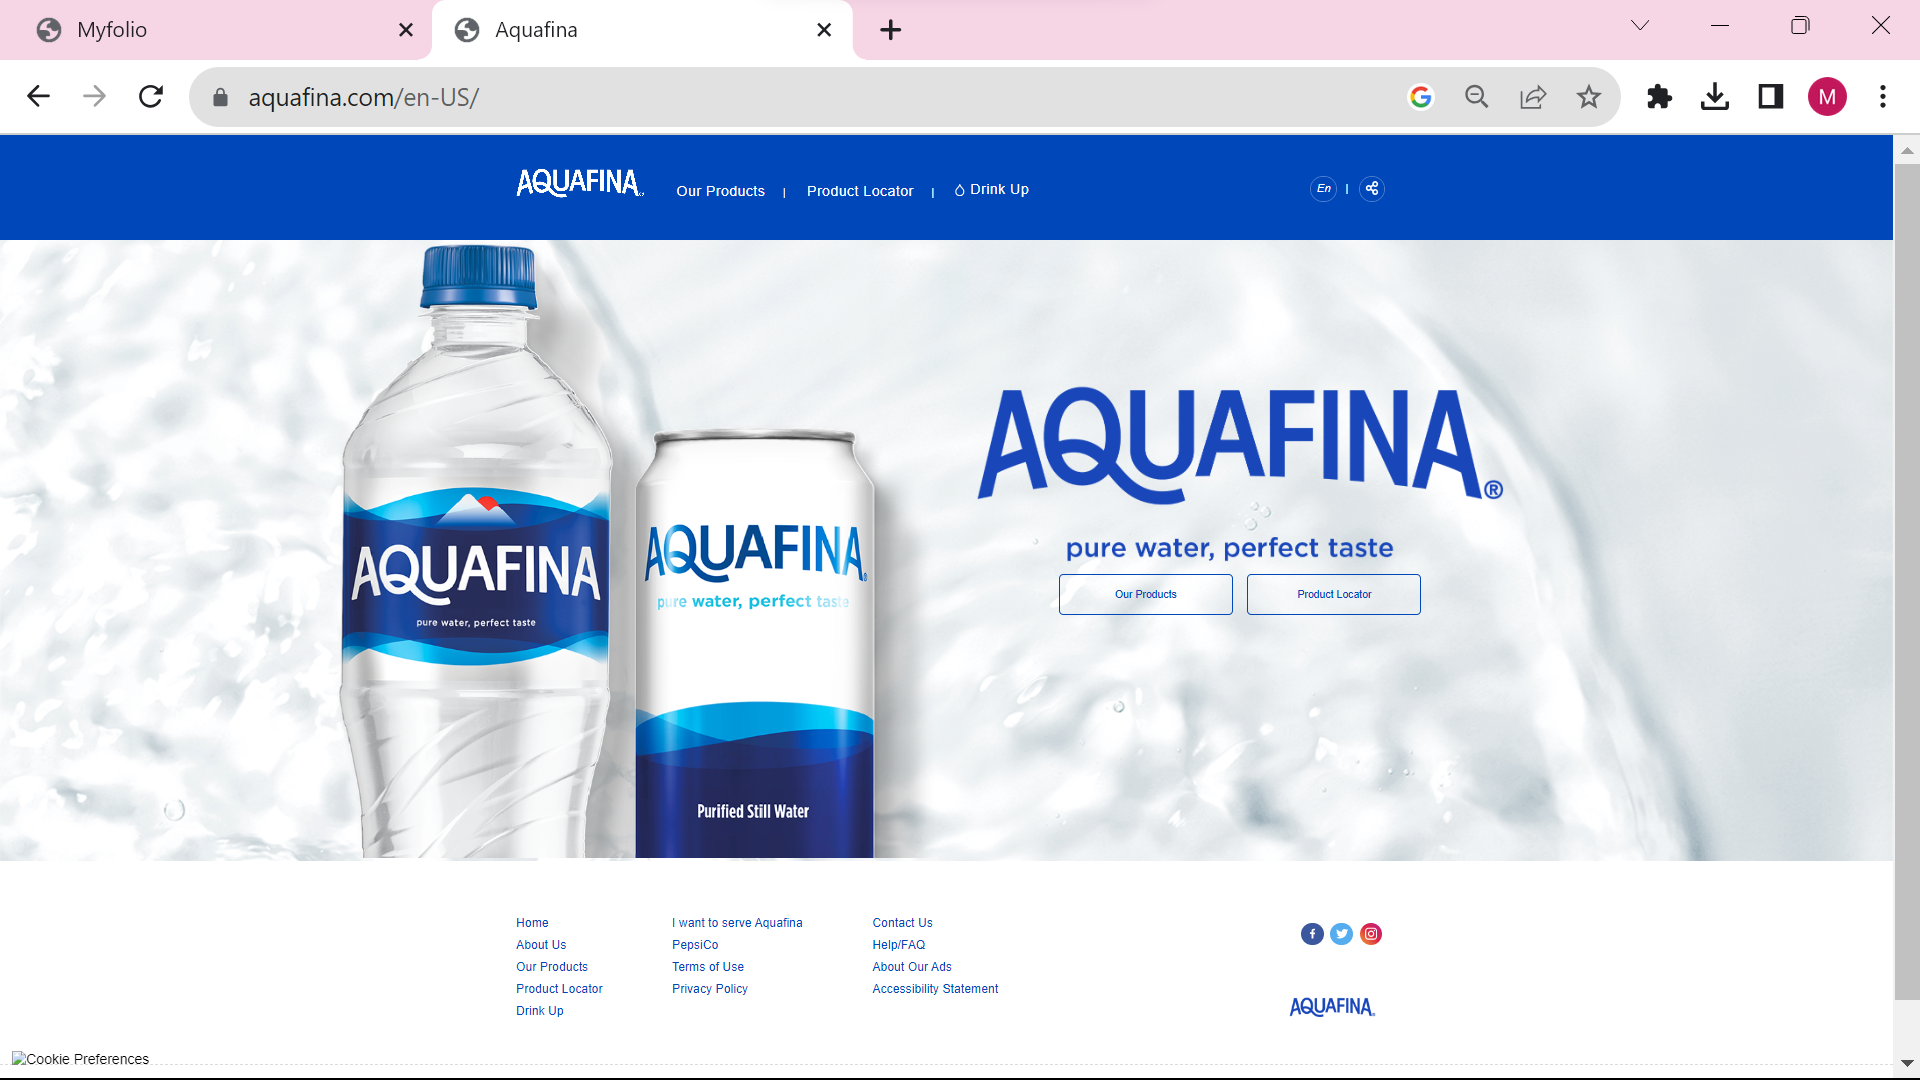 Myfolio
Aquafina
aquafina.com/en-US/
M
AQUAFINA
Our Products | Product Locator | Drink Up
En |
AQUAFINA®
pure water, perfect taste
Our Products
Product Locator
AQUAFINA
pure water, perfect taste
AQUAFINA
pure water, perfect taste
Purified Still Water
Home
About Us
Our Products
Product Locator
Drink Up
I want to serve Aquafina
PepsiCo
Terms of Use
Privacy Policy
Contact Us
Help/FAQ
About Our Ads
Accessibility Statement
AQUAFINA
Cookie Preferences